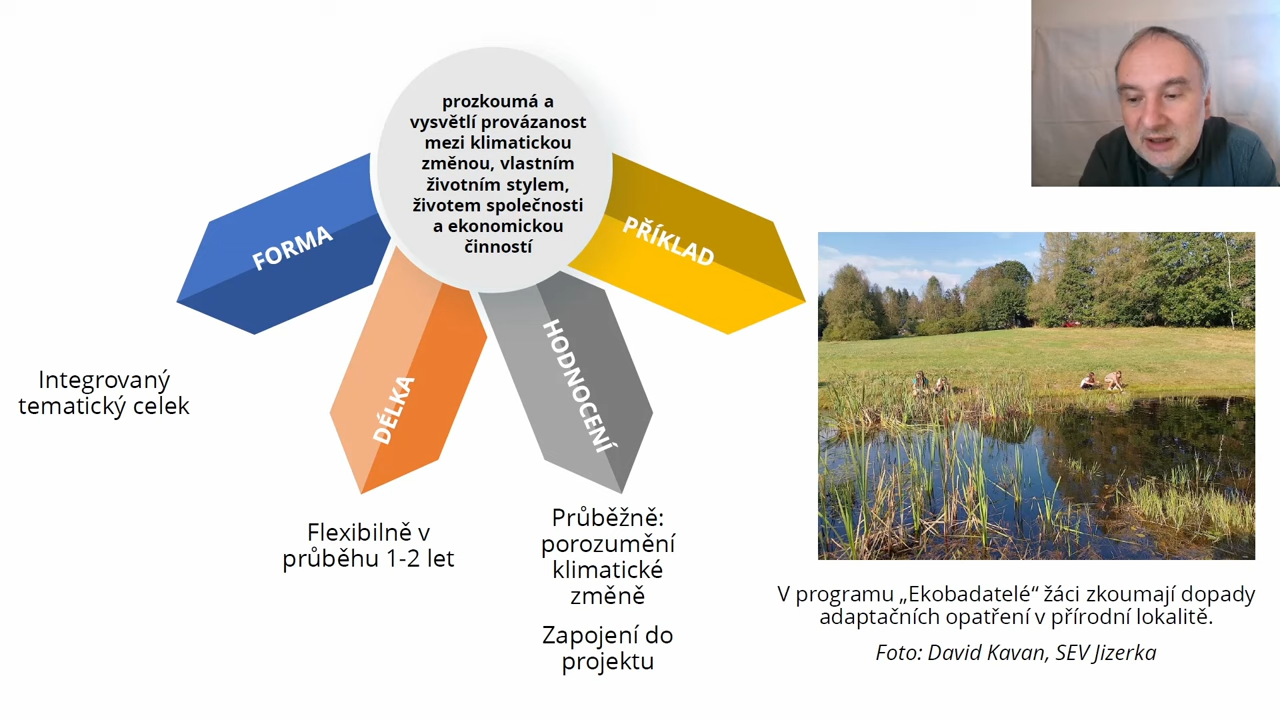 prozkoumá a
vysvětlí provázanost
mezi klimatickou
změnou, vlastním
životním stylem,
životem společnosti
a ekonomickou
činností
FORMA
DÉLKA
HODNOCENÍ
PŘÍKLAD
Integrovaný
tematický celek
Flexibilně v
průběhu 1-2 let
Průběžně:
porozumění
klimatické
změně
Zapojení do
projektu
V programu „Ekobadatelé“ žáci zkoumají dopady
adaptačních opatření v přírodní lokalitě.
Foto: David Kavan, SEV Jizerka